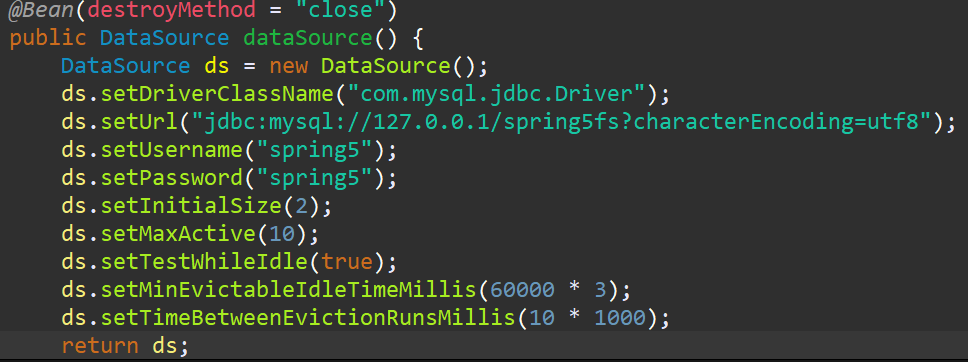 @Bean(destroyMethod = "close")
public DataSource dataSource() {
    DataSource ds = new DataSource();
    ds.setDriverClassName("com.mysql.jdbc.Driver");
    ds.setUrl("jdbc:mysql://127.0.0.1/spring5fs?characterEncoding=utf8");
    ds.setUsername("spring5");
    ds.setPassword("spring5");
    ds.setInitialSize(2);
    ds.setMaxActive(10);
    ds.setTestWhileIdle(true);
    ds.setMinEvictableIdleTimeMillis(60000 * 3);
    ds.setTimeBetweenEvictionRunsMillis(10 * 1000);
    return ds;